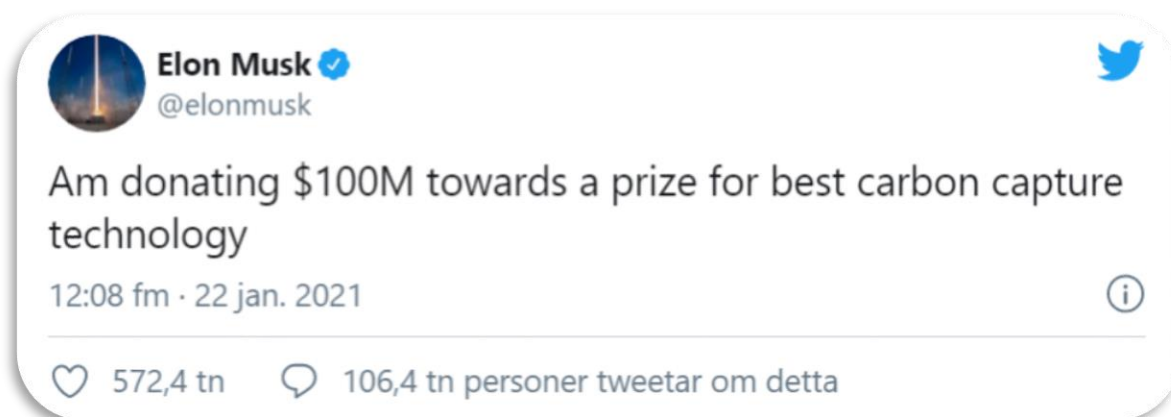 Elon Musk
@elonmusk
Am donating $100M towards a prize for best carbon capture
technology
12:08 fm · 22 jan. 2021
572,4 tn 106,4 tn personer tweetar om detta